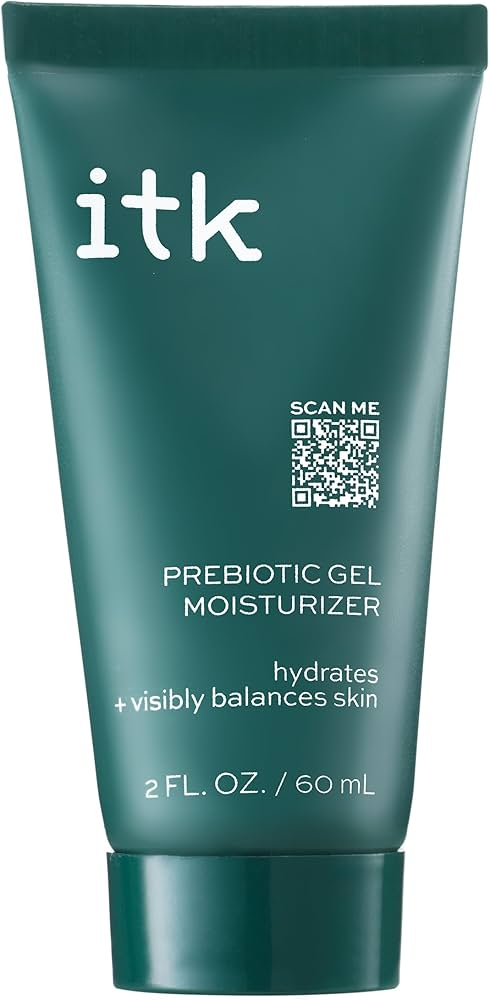 itk
SCAN ME
PREBIOTIC GEL
MOISTURIZER
hydrates
+ visibly balances skin
2 FL. OZ. / 60 mL